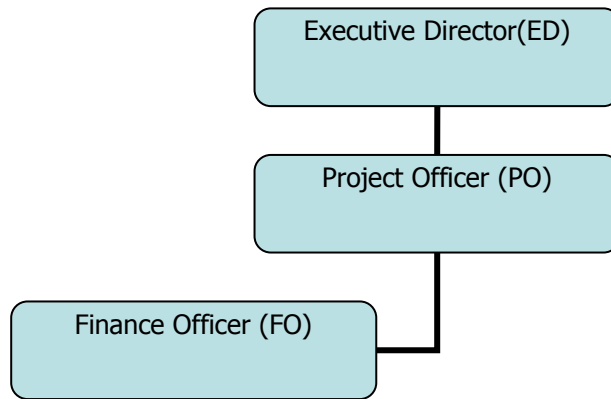 Executive Director(ED)
Project Officer (PO)
Finance Officer (FO)